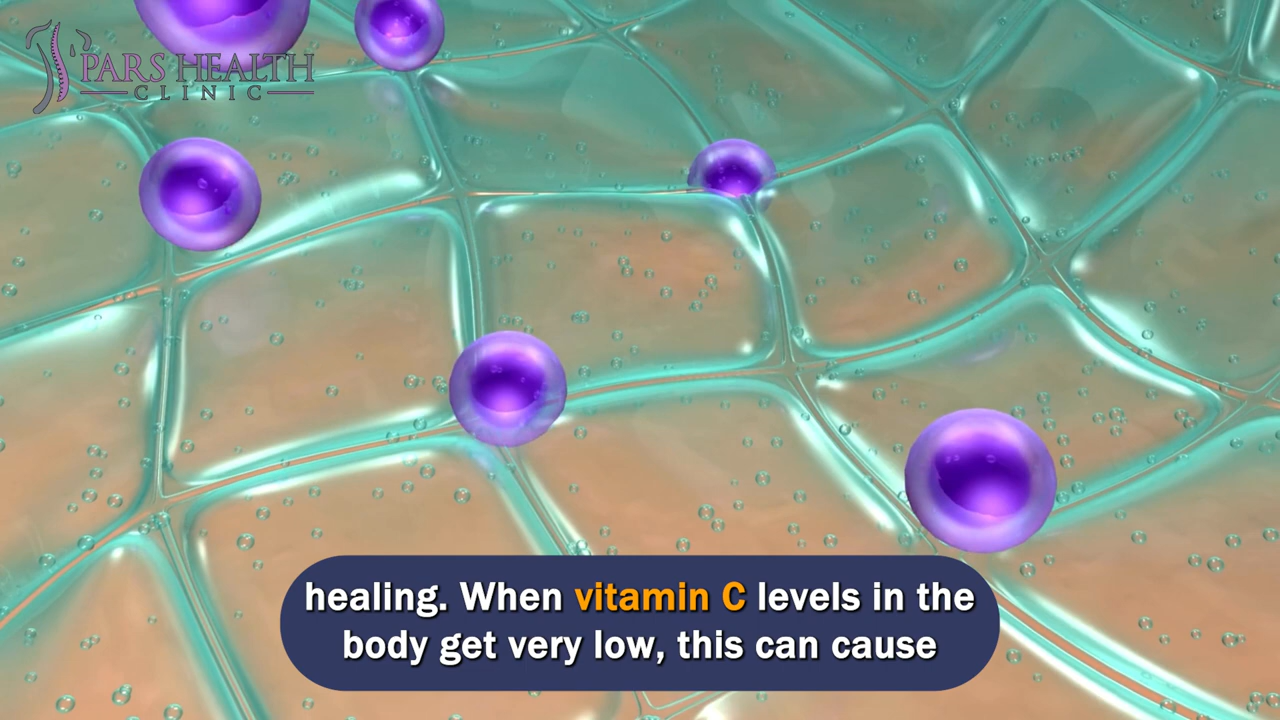 PARS HEALTH
CLINIC
healing. When vitamin C levels in the
body get very low, this can cause